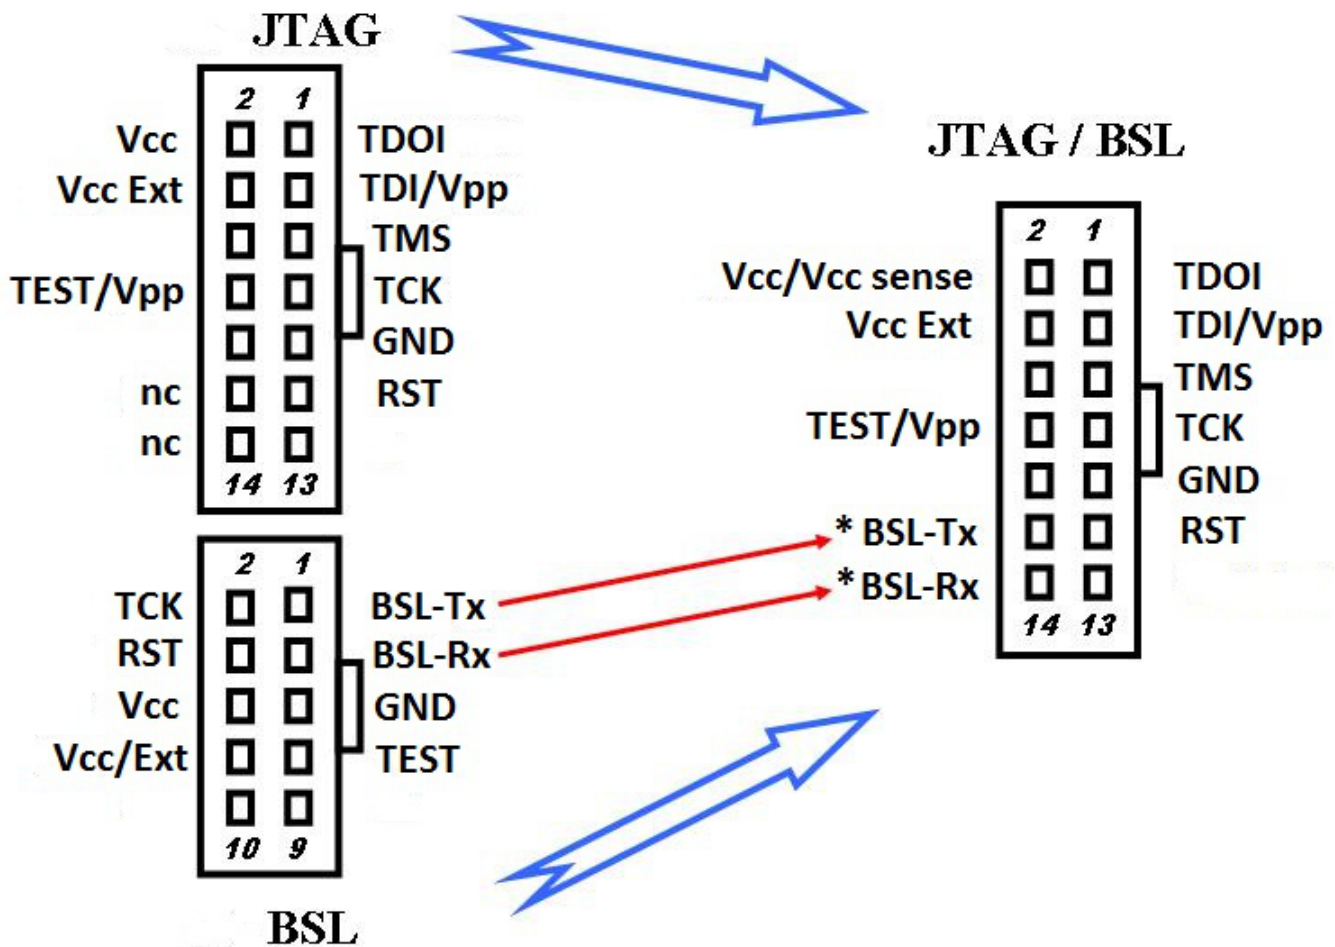 JTAG
2 1
Vcc TDOI
Vcc Ext TDI/Vpp
TMS
TEST/Vpp TCK
GND
nc RST
nc
14 13
2 1
TCK BSL-Tx
RST BSL-Rx
Vcc GND
Vcc/Ext TEST
10 9
BSL
JTAG / BSL
2 1
Vcc/Vcc sense TDOI
Vcc Ext TDI/Vpp
TMS
TEST/Vpp TCK
GND
* BSL-Tx RST
* BSL-Rx
14 13